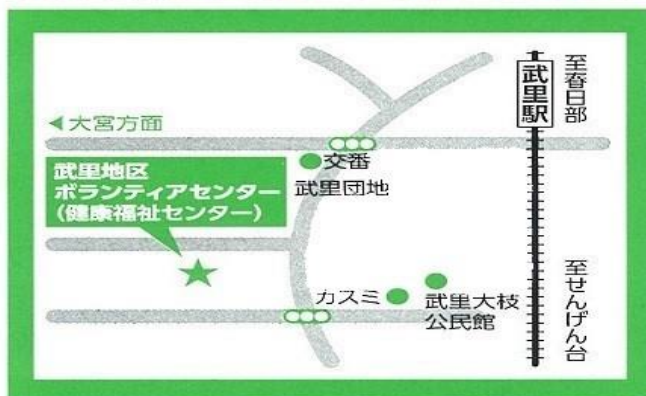 至春日部
武里駅
◀大宮方面
武里地区
ボランティアセンター
(健康福祉センター)
交番
武里団地
カスミ
武里大枝
公民館
至せんげん台